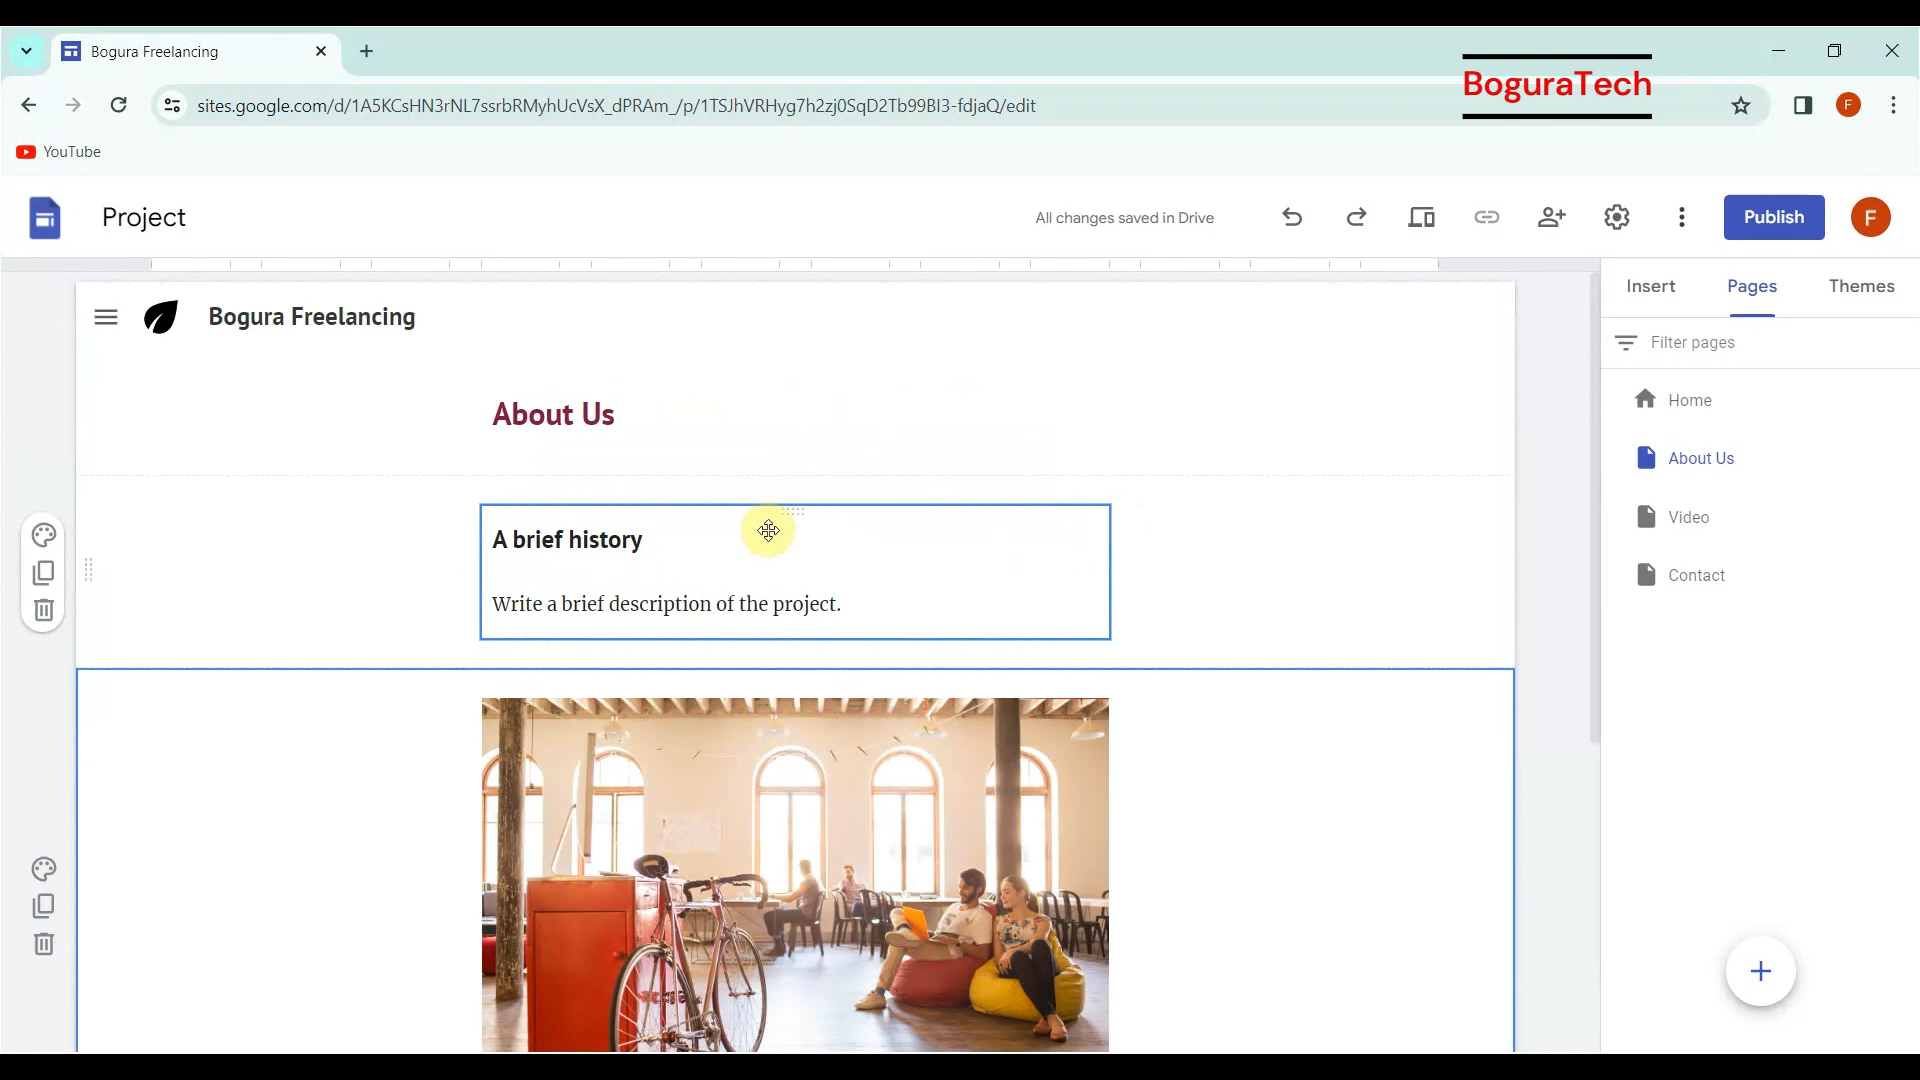 Bogura Freelancing
BoguraTech
sites.google.com/d/1A5KCsHN3rNL7ssrbRMyhUcVsX_dPRAm_/p/1TSJhVRHyg7h2zj0SqD2Tb99BI3-fdjaQ/edit
F
YouTube
Project
All changes saved in Drive
Publish
F
Insert
Pages
Themes
Bogura Freelancing
Filter pages
Home
About Us
About Us
Video
A brief history
Contact
Write a brief description of the project.